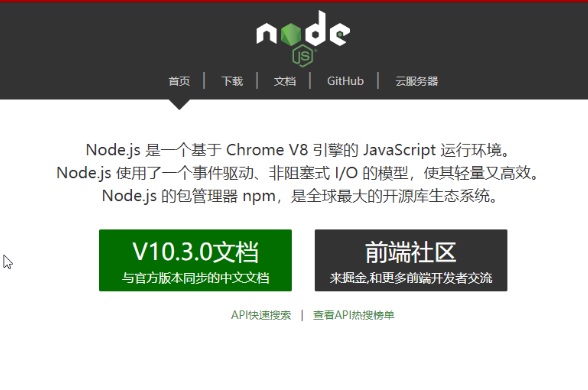 node
JS
首页 | 下载 | 文档 | GitHub | 云服务器
Node.js 是一个基于 Chrome V8 引擎的 JavaScript 运行环境。
Node.js 使用了一个事件驱动、非阻塞式 I/O 的模型，使其轻量又高效。
Node.js 的包管理器 npm，是全球最大的开源库生态系统。
V10.3.0文档
与官方版本同步的中文文档
前端社区
来掘金,和更多前端开发者交流
API快速搜索 | 查看API热搜榜单